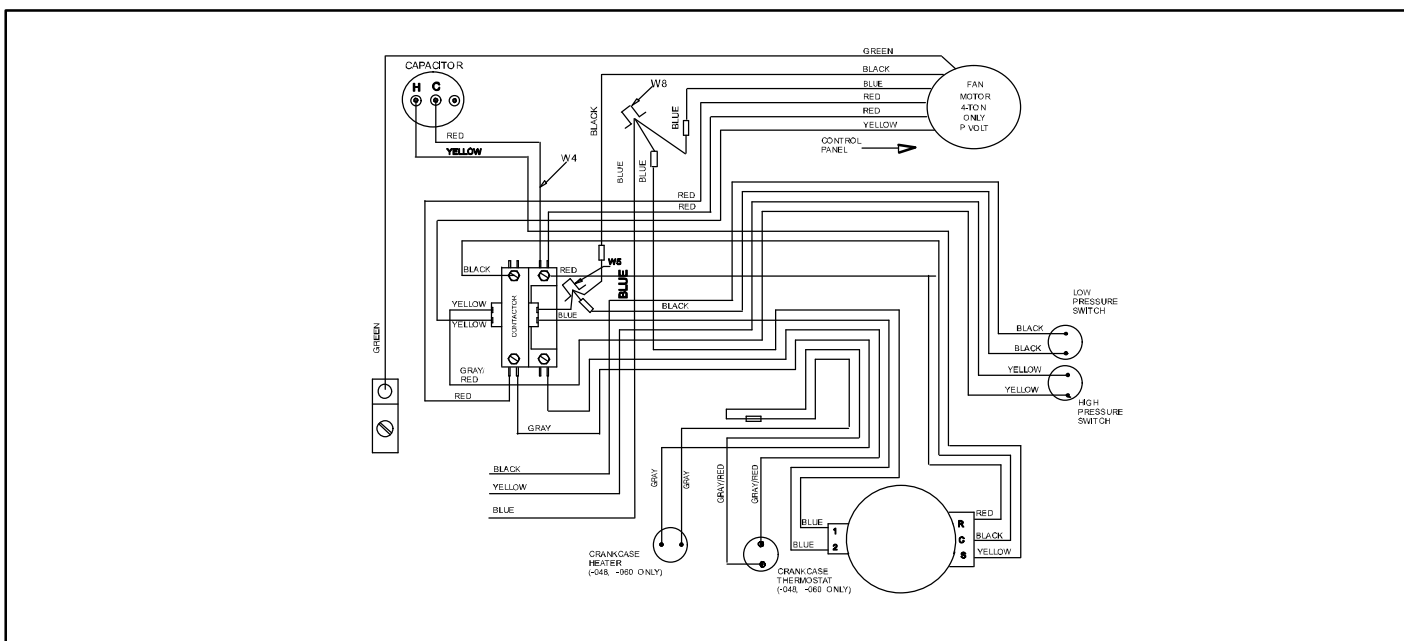 GREEN
CAPACITOR
H C
BLACK
BLUE
RED
RED
YELLOW
FAN
MOTOR
4-TON
ONLY
P VOLT
CONTROL
PANEL
W8
BLACK
BLUE
RED
YELLOW
W4
BLUE
BLUE
RED
RED
BLACK
RED
W5
BLUE
YELLOW
YELLOW
CONTACTOR
BLUE
BLACK
LOW
PRESSURE
SWITCH
BLACK
BLACK
GREEN
GRAY/
RED
RED
YELLOW
YELLOW
HIGH
PRESSURE
SWITCH
GRAY
BLACK
YELLOW
BLUE
GRAY
GRAY
GRAY/RED
GRAY/RED
CRANKCASE
HEATER
(-048, -060 ONLY)
CRANKCASE
THERMOSTAT
(-048, -060 ONLY)
BLUE
BLUE
1
2
R
C
S
RED
BLACK
YELLOW